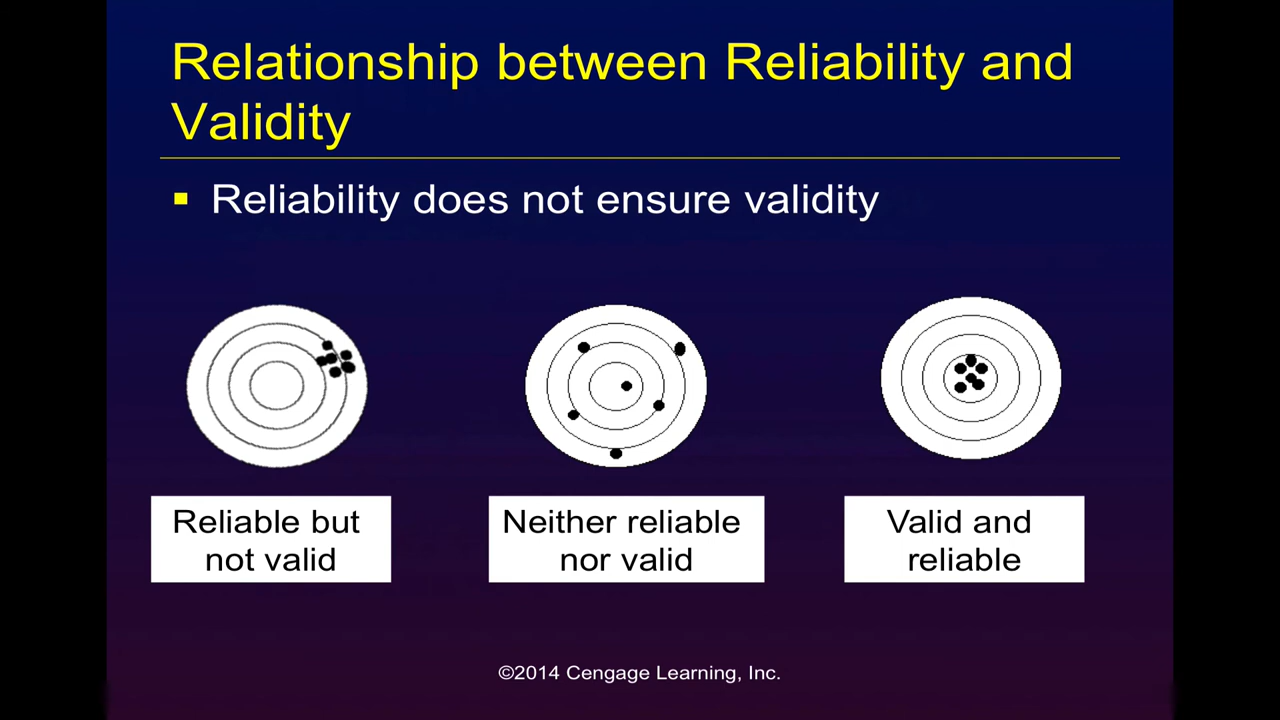 Relationship between Reliability and
Validity
▪ Reliability does not ensure validity
Reliable but
not valid
Neither reliable
nor valid
Valid and
reliable
©2014 Cengage Learning, Inc.